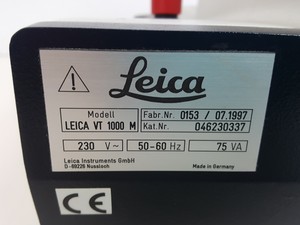 Leica
Modell Fabr.Nr. 0153 / 07.1997
LEICA VT 1000 M Kat.Nr. 046230337
230 V~ 50-60 Hz 75 VA
Leica Instruments GmbH
D-69226 Nussloch Made in Germany
CE